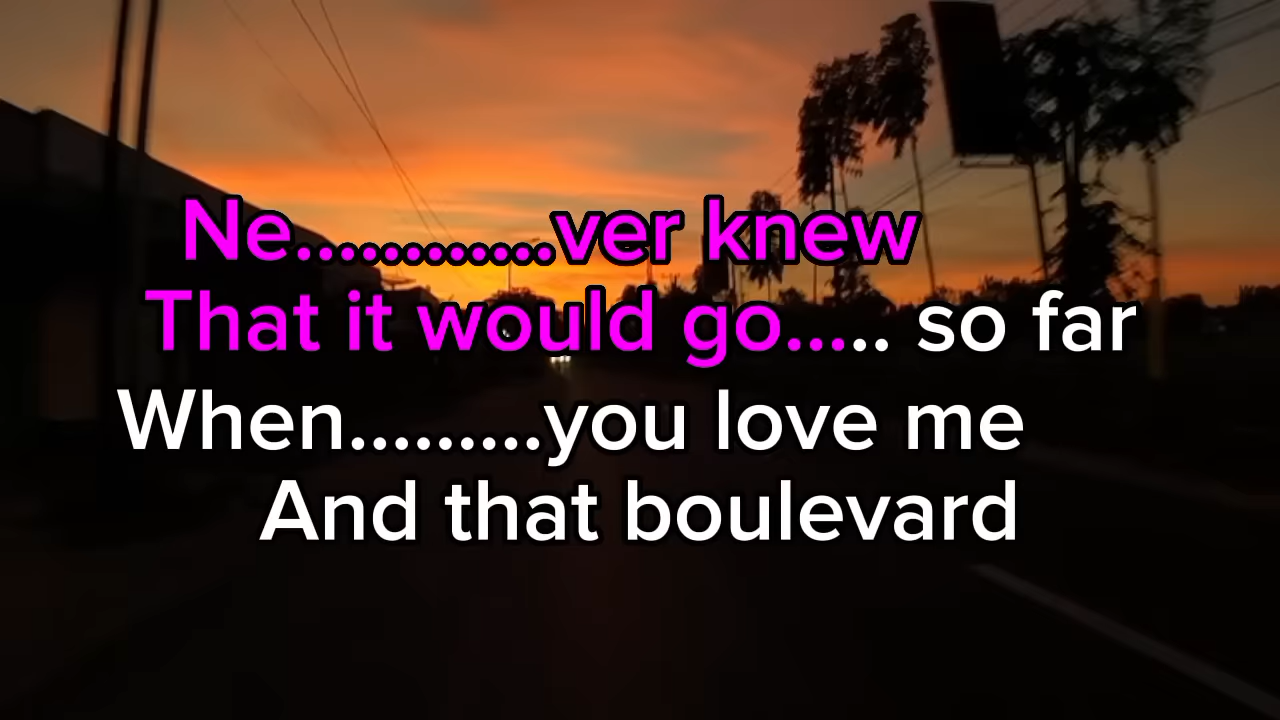 Ne............ver knew
That it would go..... so far
When.........you love me
And that boulevard